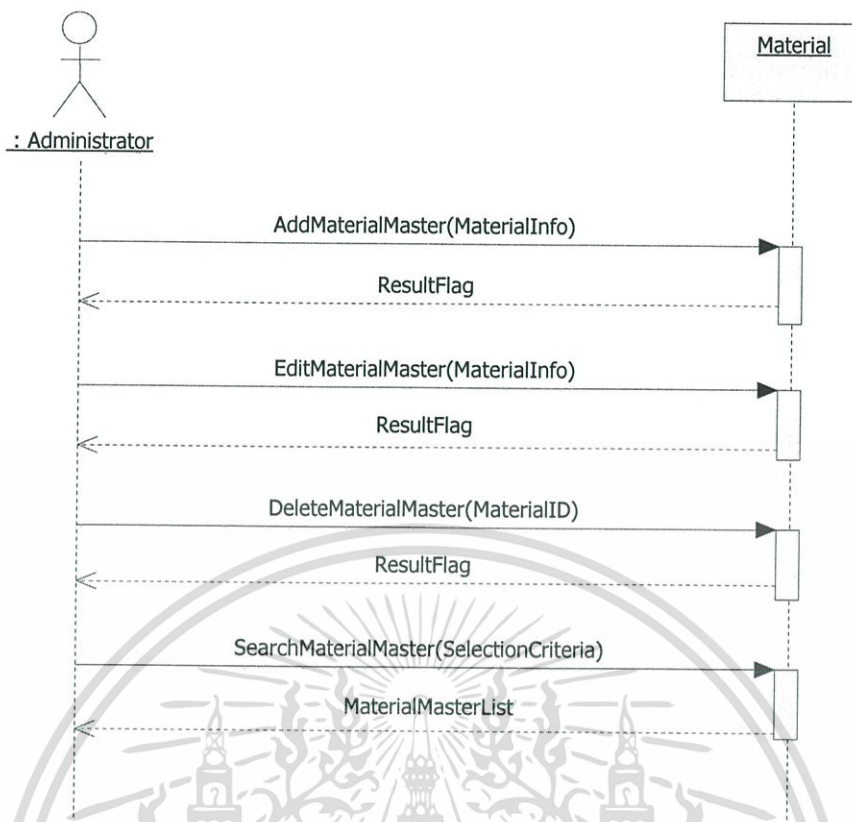 Material
: Administrator
AddMaterialMaster(MaterialInfo)
ResultFlag
EditMaterialMaster(MaterialInfo)
ResultFlag
DeleteMaterialMaster(MaterialID)
ResultFlag
SearchMaterialMaster(SelectionCriteria)
MaterialMasterList